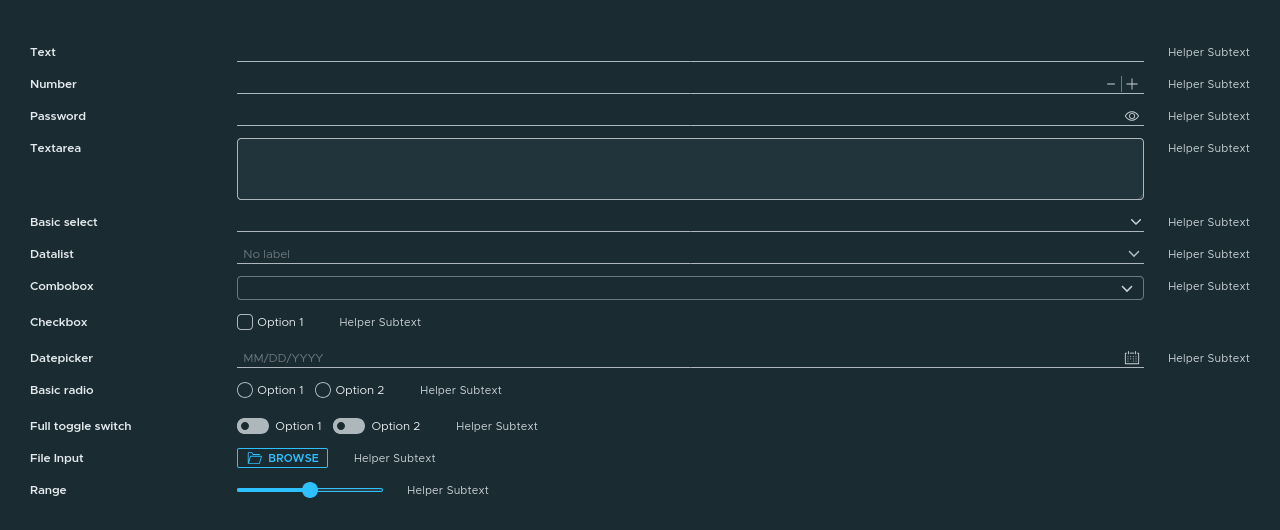 Text Helper Subtext
Number Helper Subtext
Password Helper Subtext
Textarea Helper Subtext
Basic select Helper Subtext
Datalist No label Helper Subtext
Combobox Helper Subtext
Checkbox Option 1 Helper Subtext
Datepicker MM/DD/YYYY Helper Subtext
Basic radio Option 1 Option 2 Helper Subtext
Full toggle switch Option 1 Option 2 Helper Subtext
File Input BROWSE Helper Subtext
Range Helper Subtext